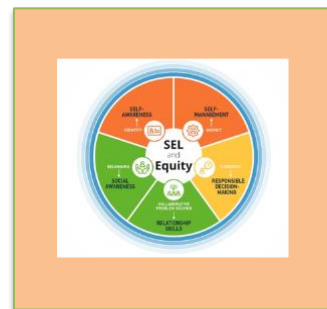 SELF-
AWARENESS
IDENTITY
SELF-
MANAGEMENT
AGENCY
SEL
and
Equity
BELONGING
SOCIAL
AWARENESS
CURIOSITY
RESPONSIBLE
DECISION-
MAKING
COLLABORATIVE
PROBLEM SOLVING
RELATIONSHIP
SKILLS